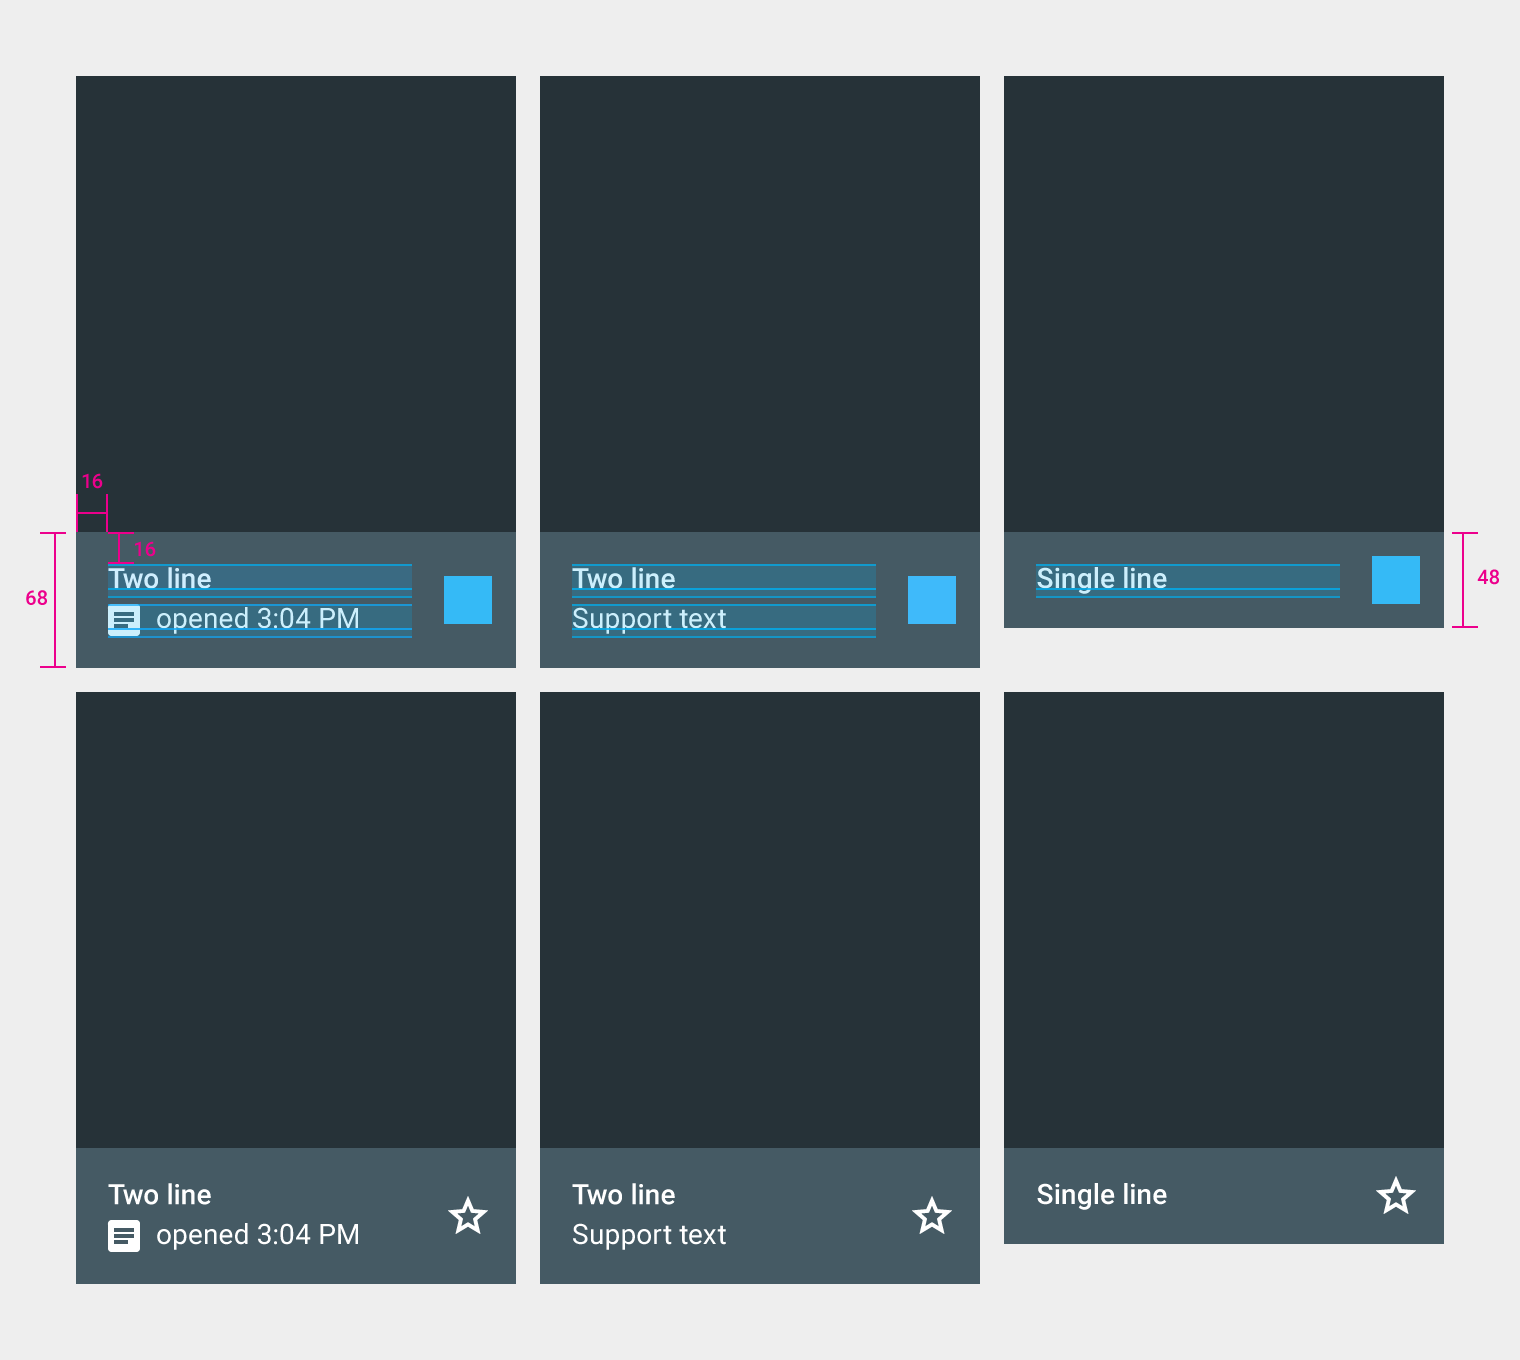 16
16
68
Two line
opened 3:04 PM
Two line
Support text
Single line
48
Two line
opened 3:04 PM
Two line
Support text
Single line